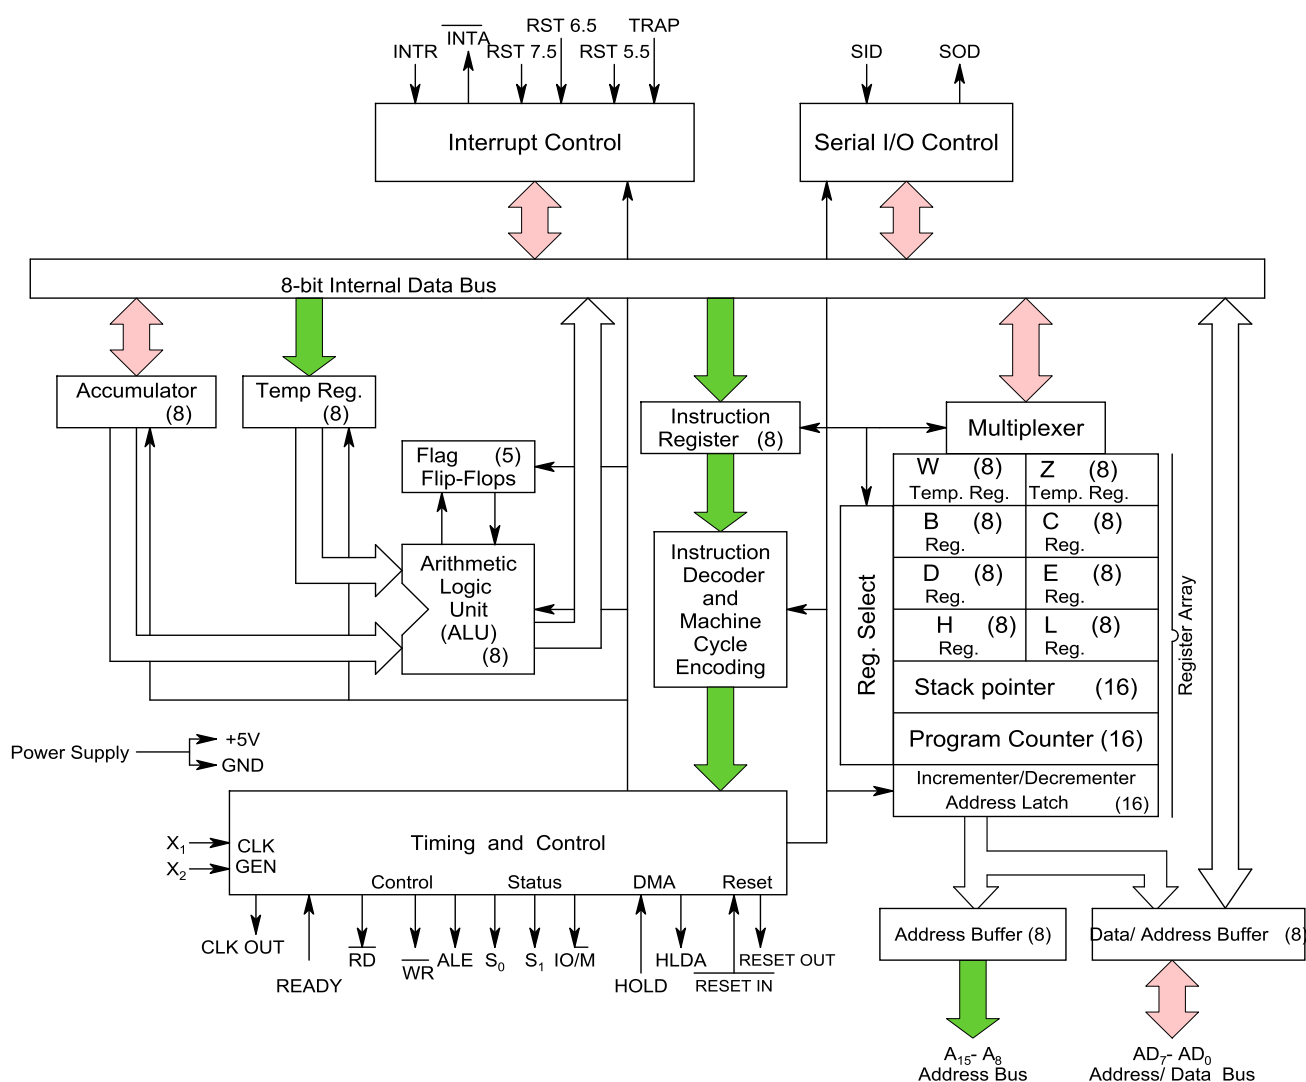 RST 6.5 TRAP
INTA
INTR RST 7.5 RST 5.5 SID SOD
Interrupt Control
Serial I/O Control
8-bit Internal Data Bus
Accumulator
(8)
Temp Reg.
(8)
Instruction
Register (8)
Multiplexer
Flag (5)
Flip-Flops
W (8)
Temp. Reg.
Z (8)
Temp. Reg.
B (8)
Reg.
C (8)
Reg.
D (8)
Reg.
E (8)
Reg.
H (8)
Reg.
L (8)
Reg.
Stack pointer (16)
Program Counter (16)
Incrementer/Decrementer
Address Latch (16)
Reg. Select
Register Array
Arithmetic
Logic
Unit
(ALU)
(8)
Instruction
Decoder
and
Machine
Cycle
Encoding
Power Supply
+5V
GND
X1
X2
CLK
GEN
Timing and Control
Control Status DMA Reset
CLK OUT
READY
RD
WR
ALE
S0
S1
IO/M
HOLD
HLDA
RESET IN
RESET OUT
Address Buffer (8)
Data/ Address Buffer (8)
A15- A8
Address Bus
AD7- AD0
Address/ Data Bus